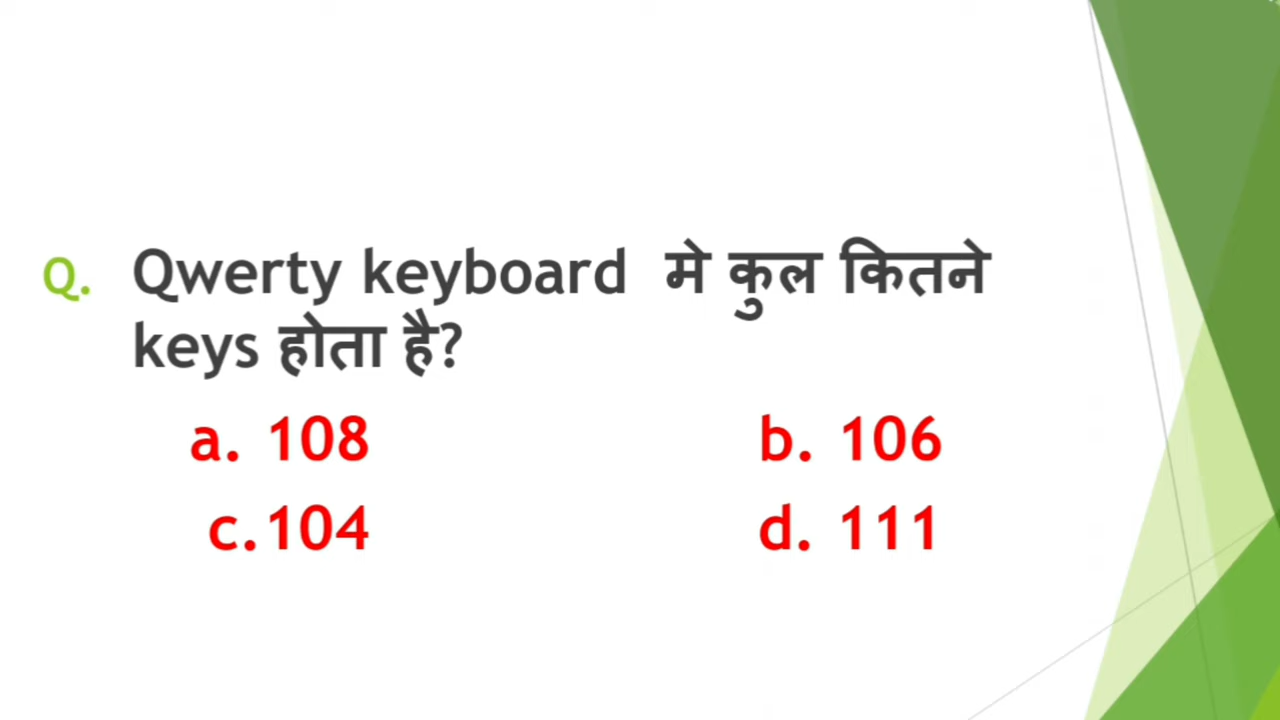 Q. Qwerty keyboard मे कुल कितने
keys होता है?
a. 108 b. 106
c.104 d. 111